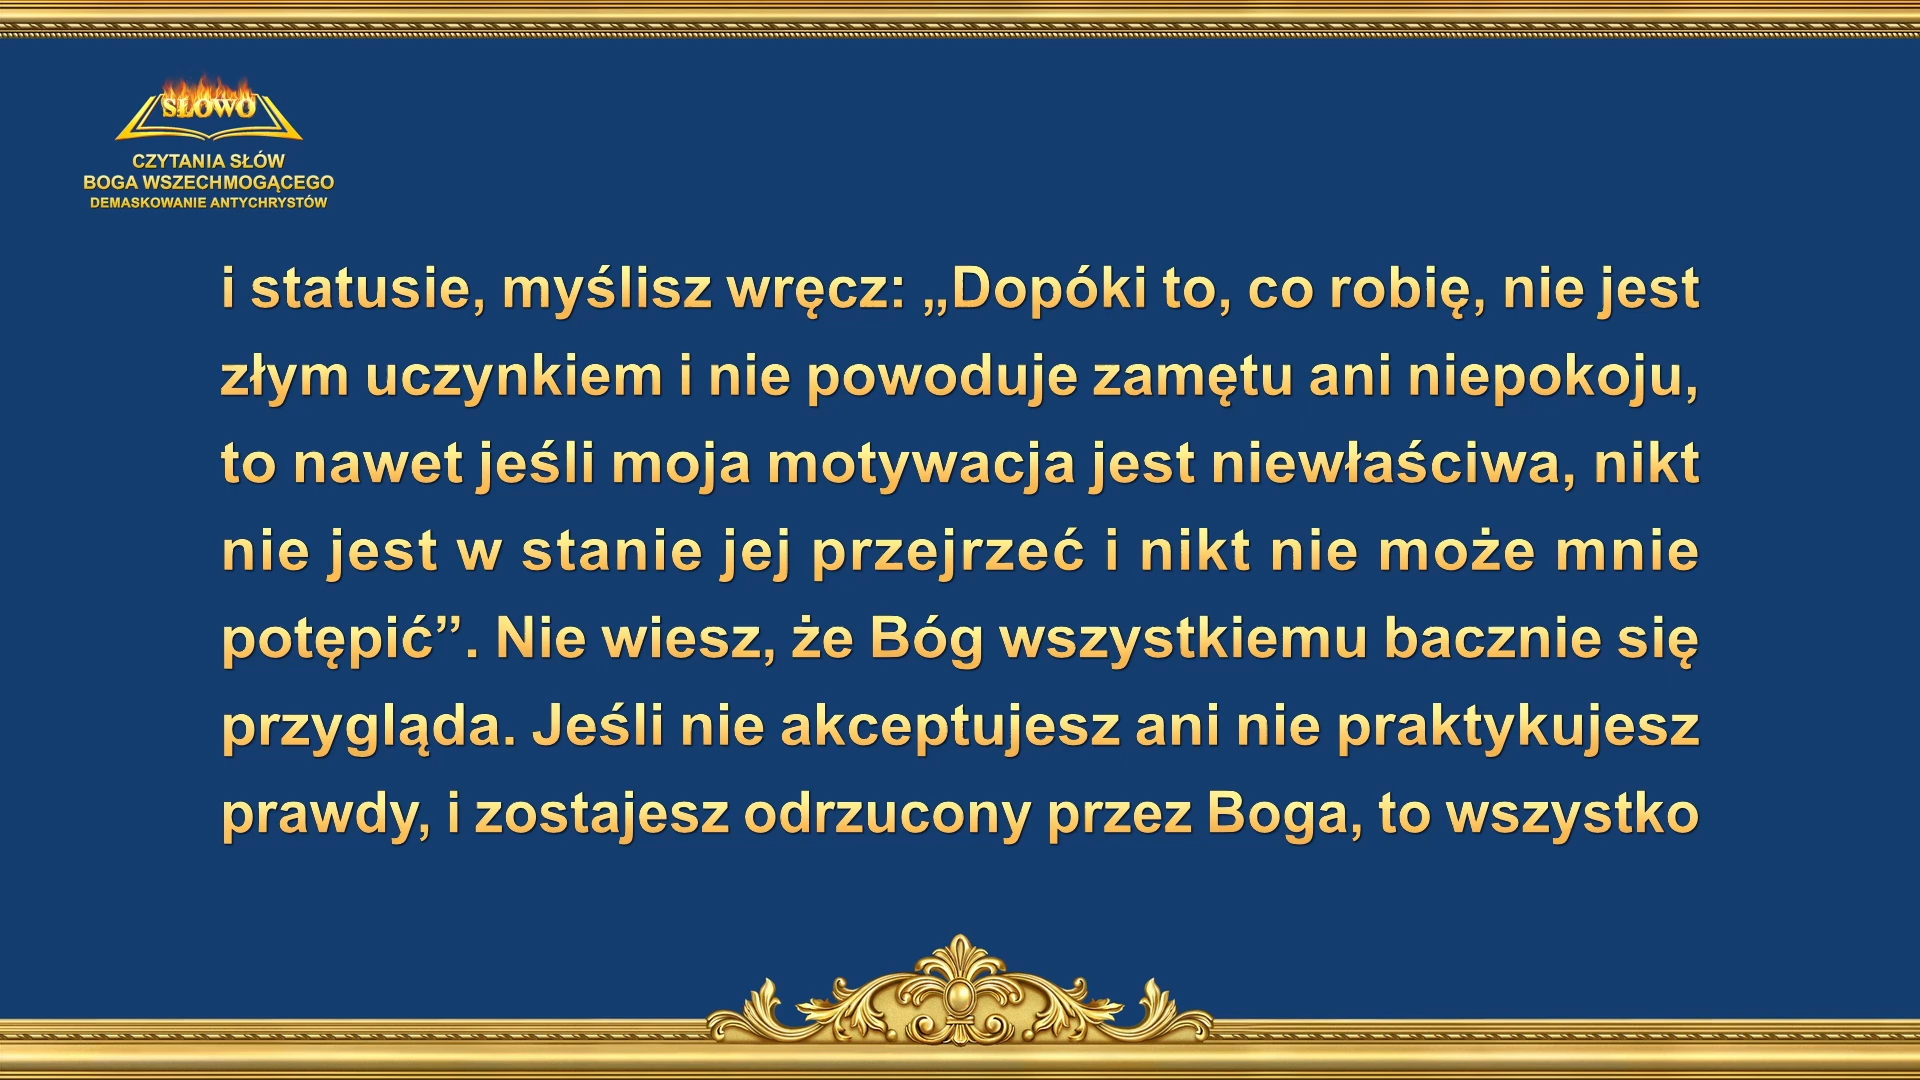 SŁOWO
CZYTANIA SŁÓW
BOGA WSZECHMOGĄCEGO
DEMASKOWANIE ANTYCHRYSTÓW
i statusie, myślisz wręcz: „Dopóki to, co robię, nie jest
złym uczynkiem i nie powoduje zamętu ani niepokoju,
to nawet jeśli moja motywacja jest niewłaściwa, nikt
nie jest w stanie jej przejrzeć i nikt nie może mnie
potępić”. Nie wiesz, że Bóg wszystkiemu bacznie się
przygląda. Jeśli nie akceptujesz ani nie praktykujesz
prawdy, i zostajesz odrzucony przez Boga, to wszystko